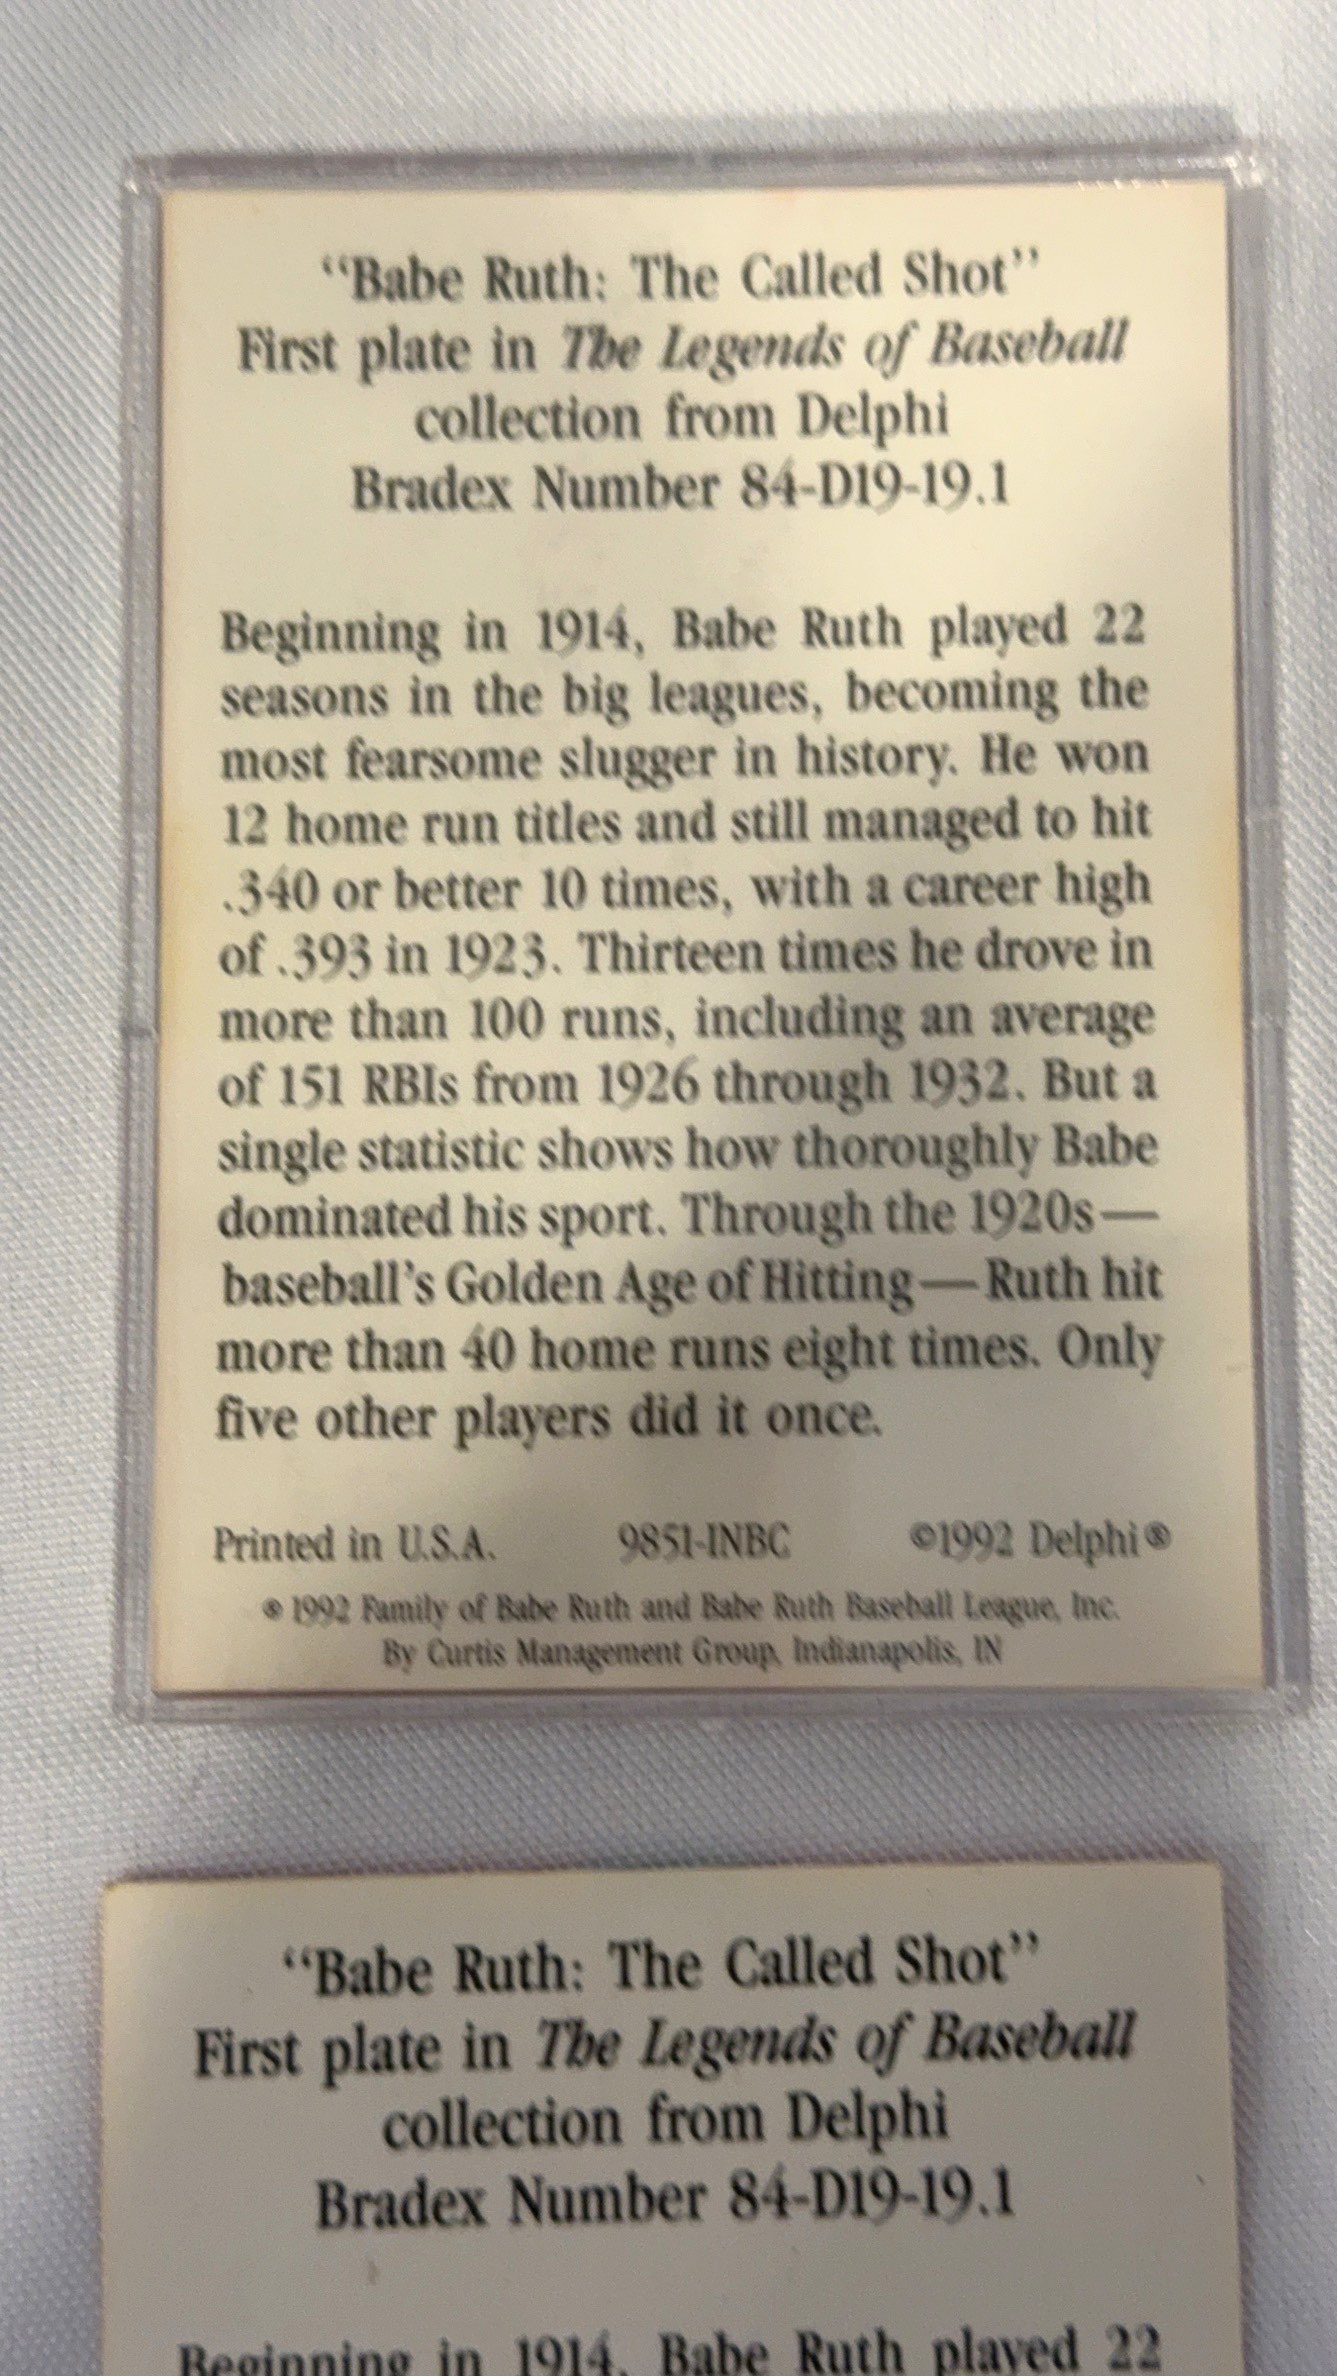 “Babe Ruth: The Called Shot”
First plate in The Legends of Baseball
collection from Delphi
Bradex Number 84-D19-19.1
Beginning in 1914, Babe Ruth played 22
seasons in the big leagues, becoming the
most fearsome slugger in history. He won
12 home run titles and still managed to hit
.340 or better 10 times, with a career high
of .393 in 1923. Thirteen times he drove in
more than 100 runs, including an average
of 151 RBIs from 1926 through 1932. But a
single statistic shows how thoroughly Babe
dominated his sport. Through the 1920s—
baseball’s Golden Age of Hitting—Ruth hit
more than 40 home runs eight times. Only
five other players did it once.
Printed in U.S.A. 9851-INBC ©1992 Delphi®
® 1992 Family of Babe Ruth and Babe Ruth Baseball League, Inc.
By Curtis Management Group, Indianapolis, IN
“Babe Ruth: The Called Shot”
First plate in The Legends of Baseball
collection from Delphi
Bradex Number 84-D19-19.1
Beginning in 1914, Babe Ruth played 22